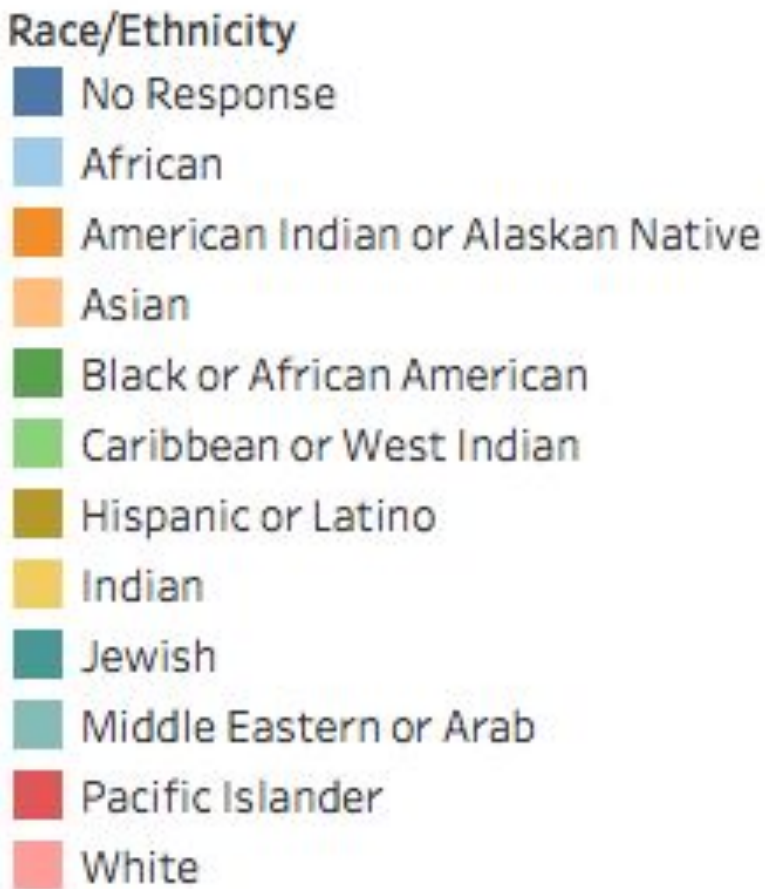 Race/Ethnicity
No Response
African
American Indian or Alaskan Native
Asian
Black or African American
Caribbean or West Indian
Hispanic or Latino
Indian
Jewish
Middle Eastern or Arab
Pacific Islander
White